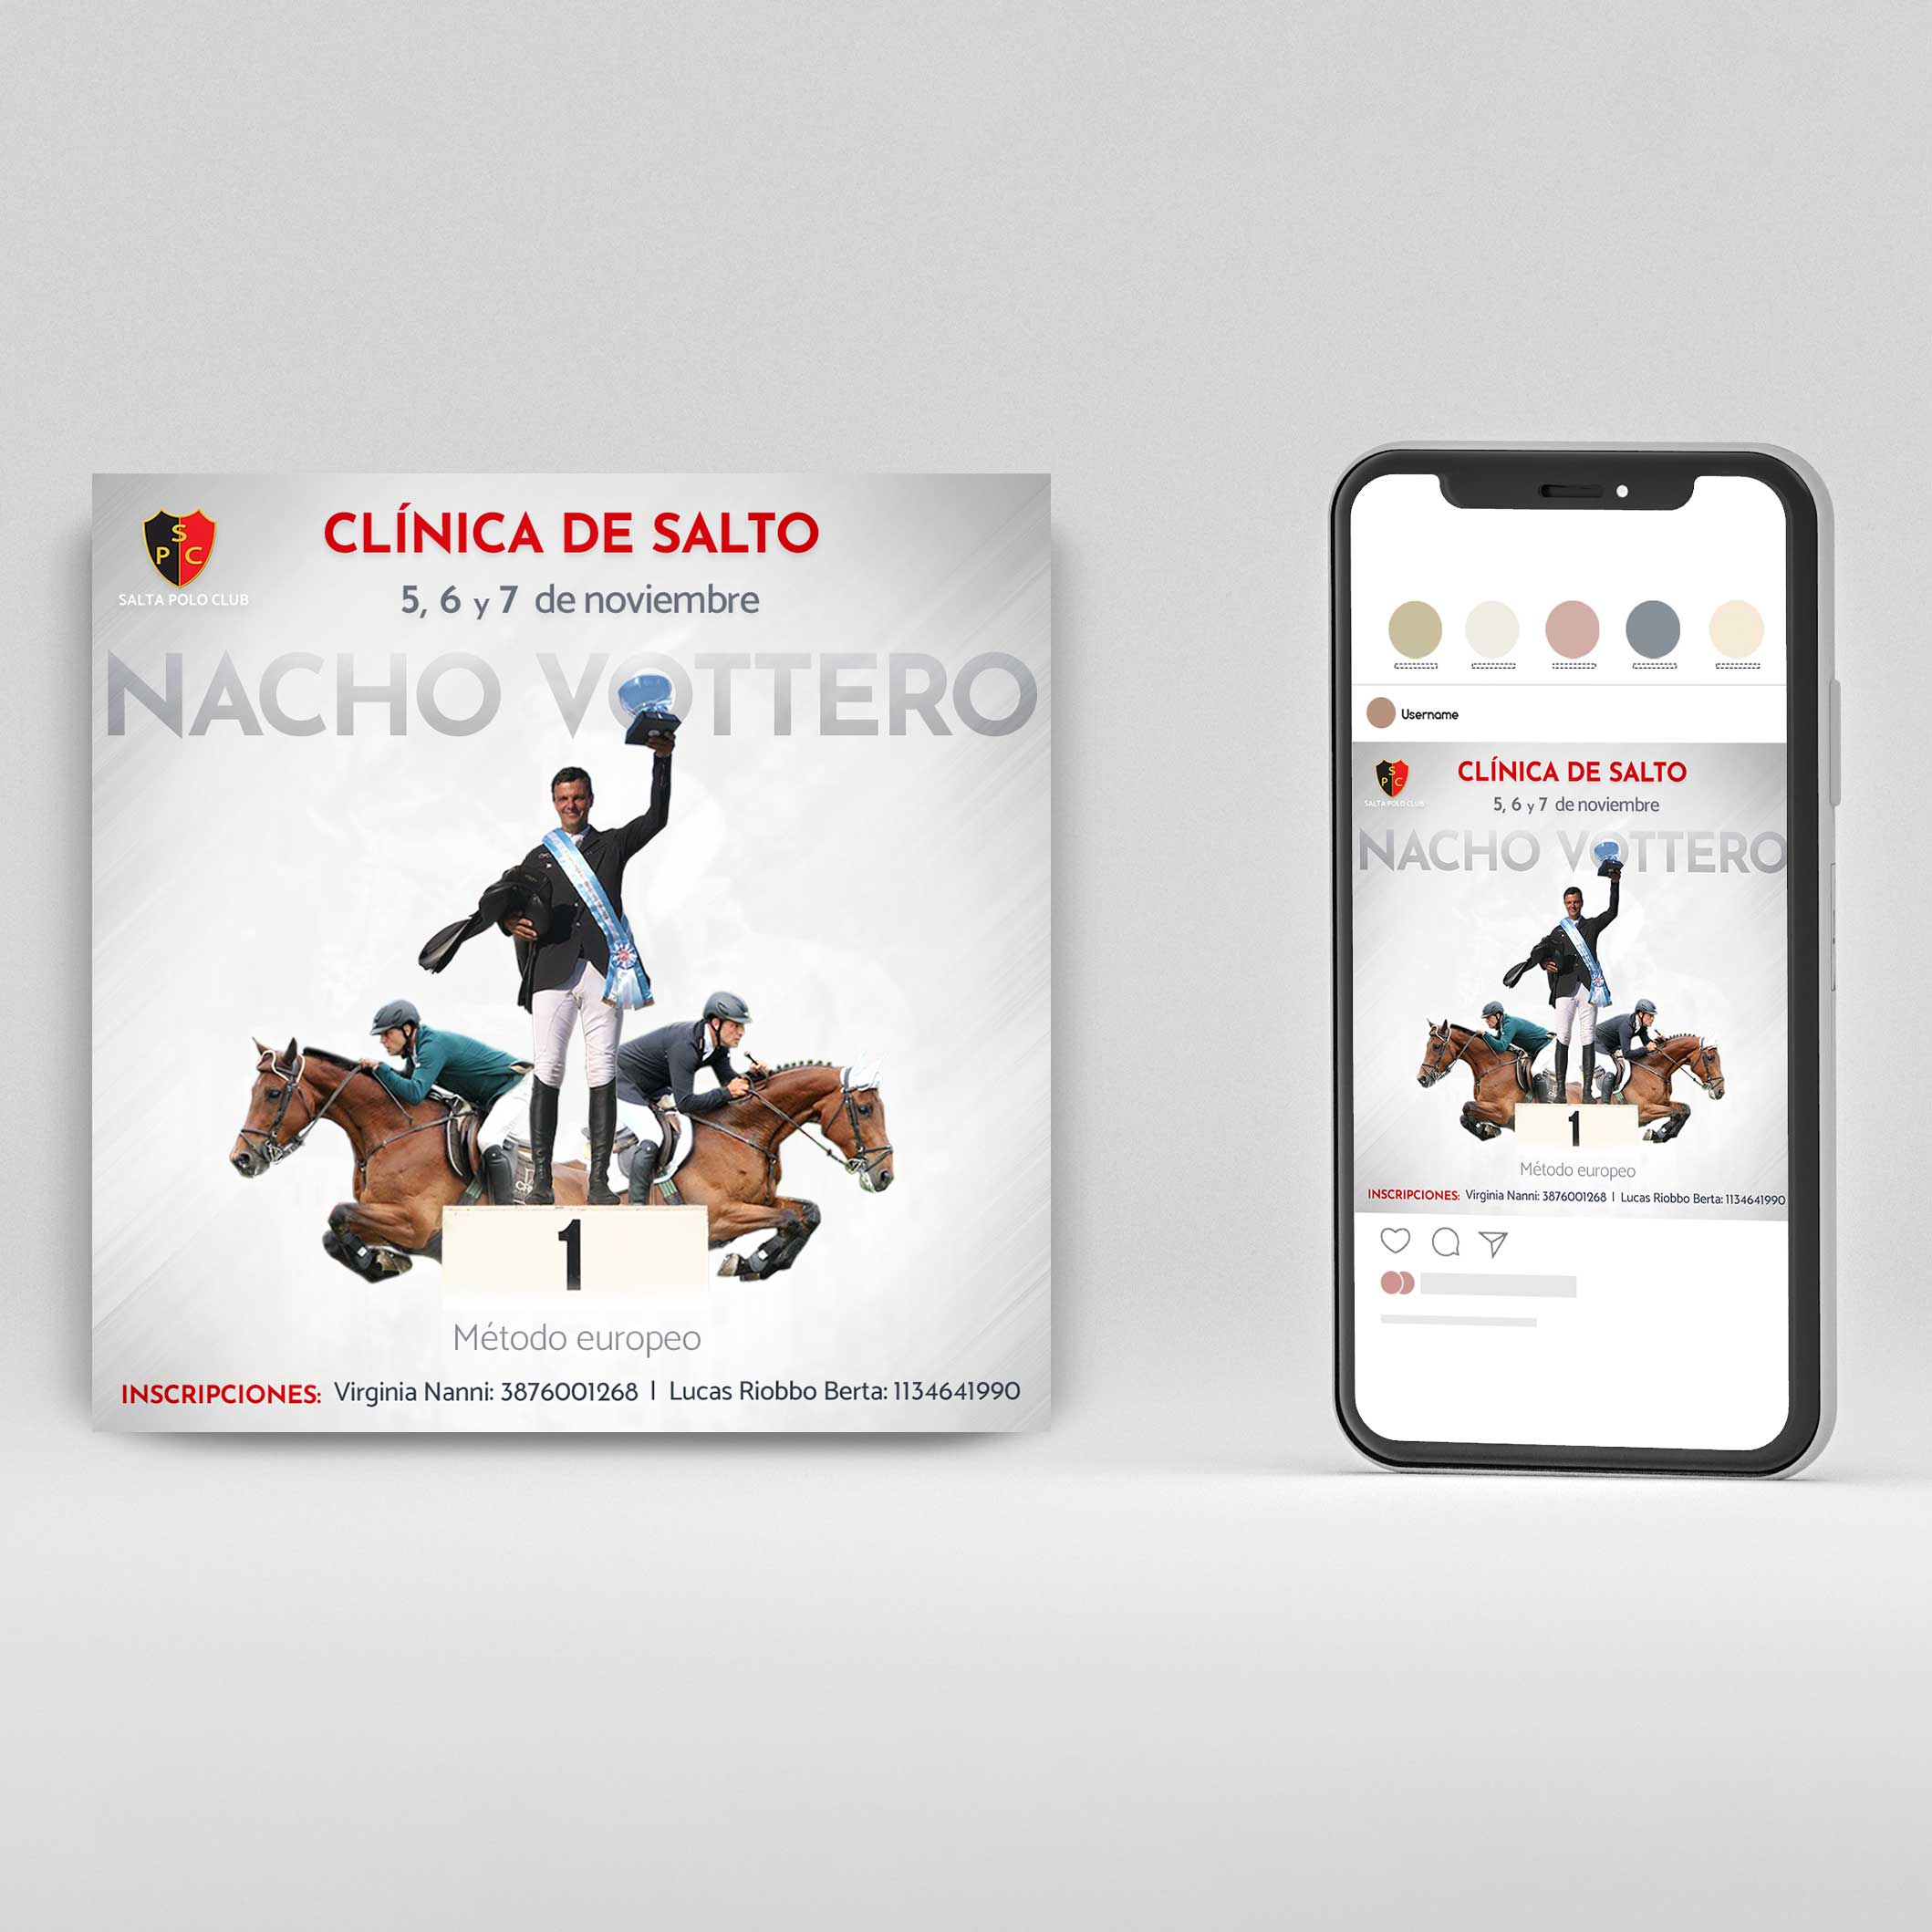 S
P C
SALTA POLO CLUB
CLÍNICA DE SALTO
5, 6 y 7 de noviembre
NACHO VOTTERO
1
Método europeo
INSCRIPCIONES: Virginia Nanni: 3876001268 | Lucas Riobbo Berta: 1134641990
Username
S
P C
SALTA POLO CLUB
CLÍNICA DE SALTO
5, 6 y 7 de noviembre
NACHO VOTTERO
1
Método europeo
INSCRIPCIONES: Virginia Nanni: 3876001268 | Lucas Riobbo Berta: 1134641990